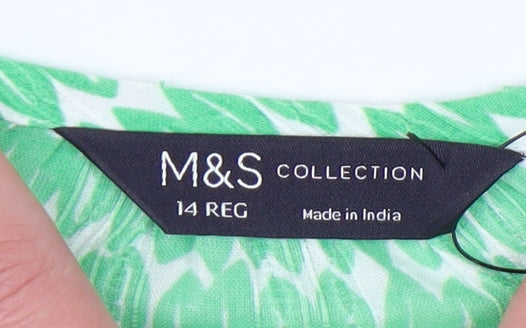 M&S COLLECTION
14 REG Made in India